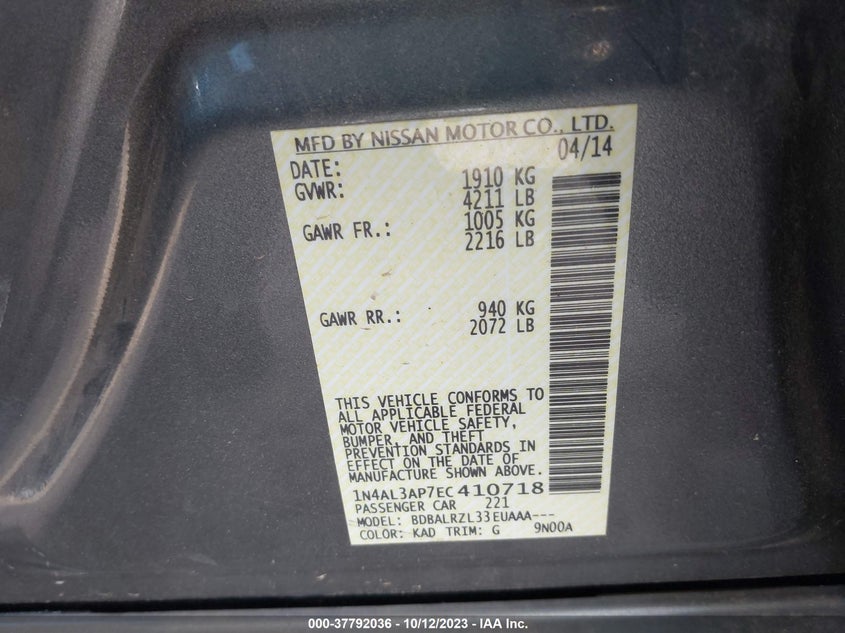 MFD BY NISSAN MOTOR CO., LTD.
DATE: 04/14
GVWR: 1910 KG
4211 LB
GAWR FR.: 1005 KG
2216 LB
GAWR RR.: 940 KG
2072 LB
THIS VEHICLE CONFORMS TO
ALL APPLICABLE FEDERAL
MOTOR VEHICLE SAFETY,
BUMPER, AND THEFT
PREVENTION STANDARDS IN
EFFECT ON THE DATE OF
MANUFACTURE SHOWN ABOVE.
1N4AL3AP7EC410718
PASSENGER CAR 221
MODEL: BDBALRZL33EUAAA---
COLOR: KAD TRIM: G 9N00A
000-37792036 - 10/12/2023 - IAA Inc.